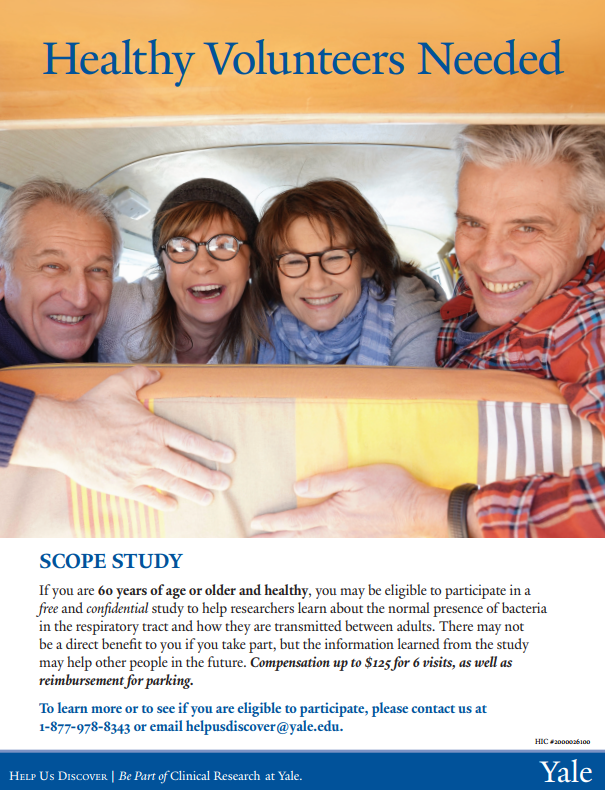 Healthy Volunteers Needed
SCOPE STUDY
If you are 60 years of age or older and healthy, you may be eligible to participate in a
free and confidential study to help researchers learn about the normal presence of bacteria
in the respiratory tract and how they are transmitted between adults. There may not
be a direct benefit to you if you take part, but the information learned from the study
may help other people in the future. Compensation up to $125 for 6 visits, as well as
reimbursement for parking.
To learn more or to see if you are eligible to participate, please contact us at
1-877-978-8343 or email helpusdiscover@yale.edu.
HIC #2000026100
Help Us Discover | Be Part of Clinical Research at Yale.
Yale